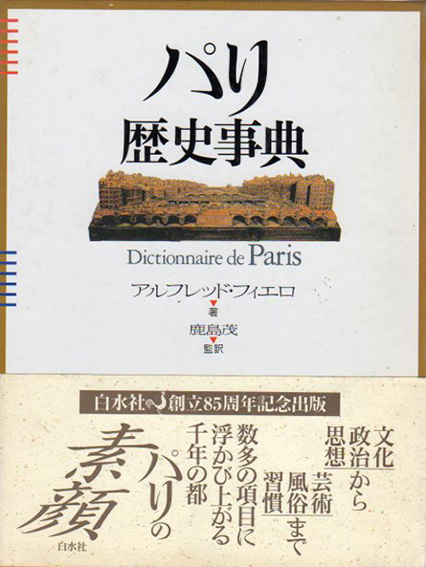 パリ
歴史事典
Dictionnaire de Paris
アルフレッド・フィエロ
著
鹿島茂
監訳
白水社 創立85周年記念出版
文化
政治から
思想
芸術
風俗まで
習慣
数多の項目に
浮かび上がる
千年の都
パリの
素顔
白水社